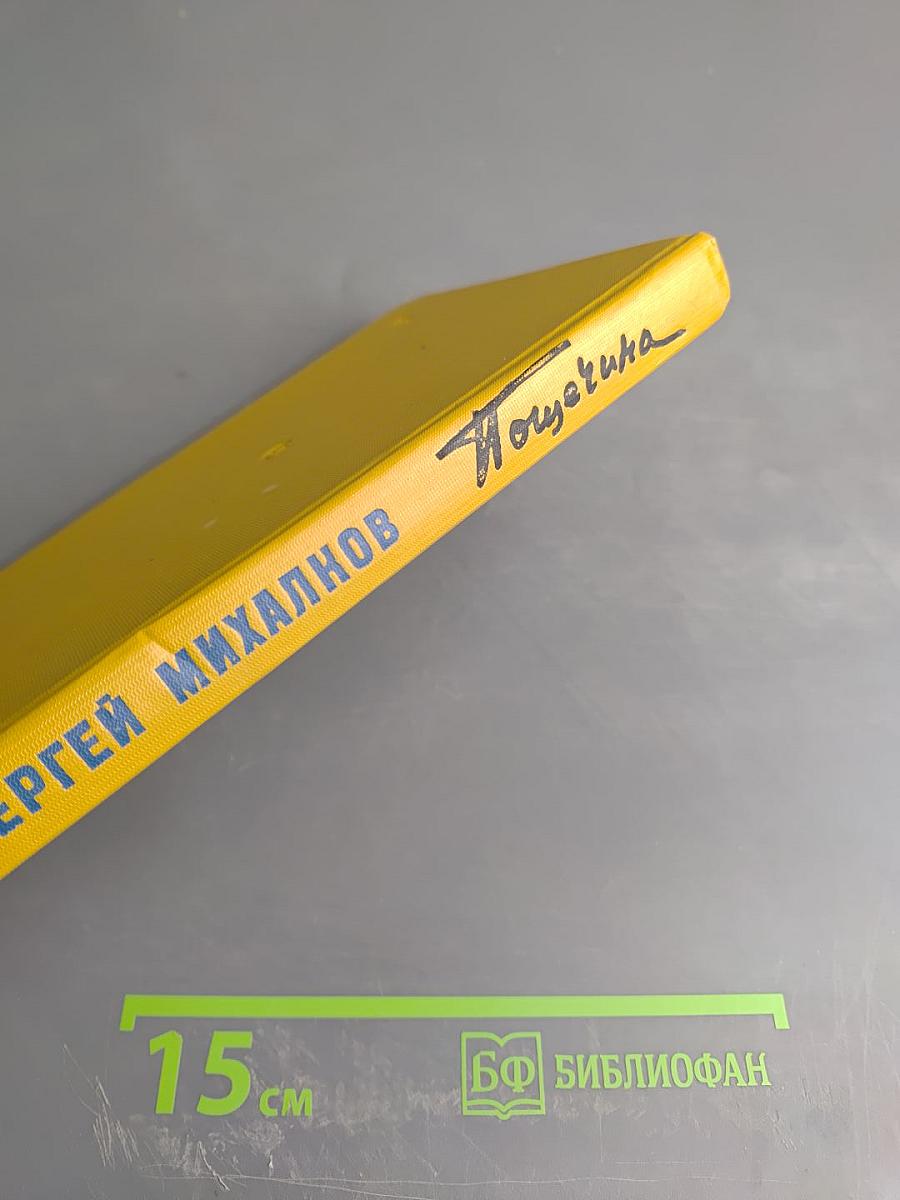 ЕРГЕЙ МИХАЛКОВ
Пощечина
15 см
БФ БИБЛИОФАН